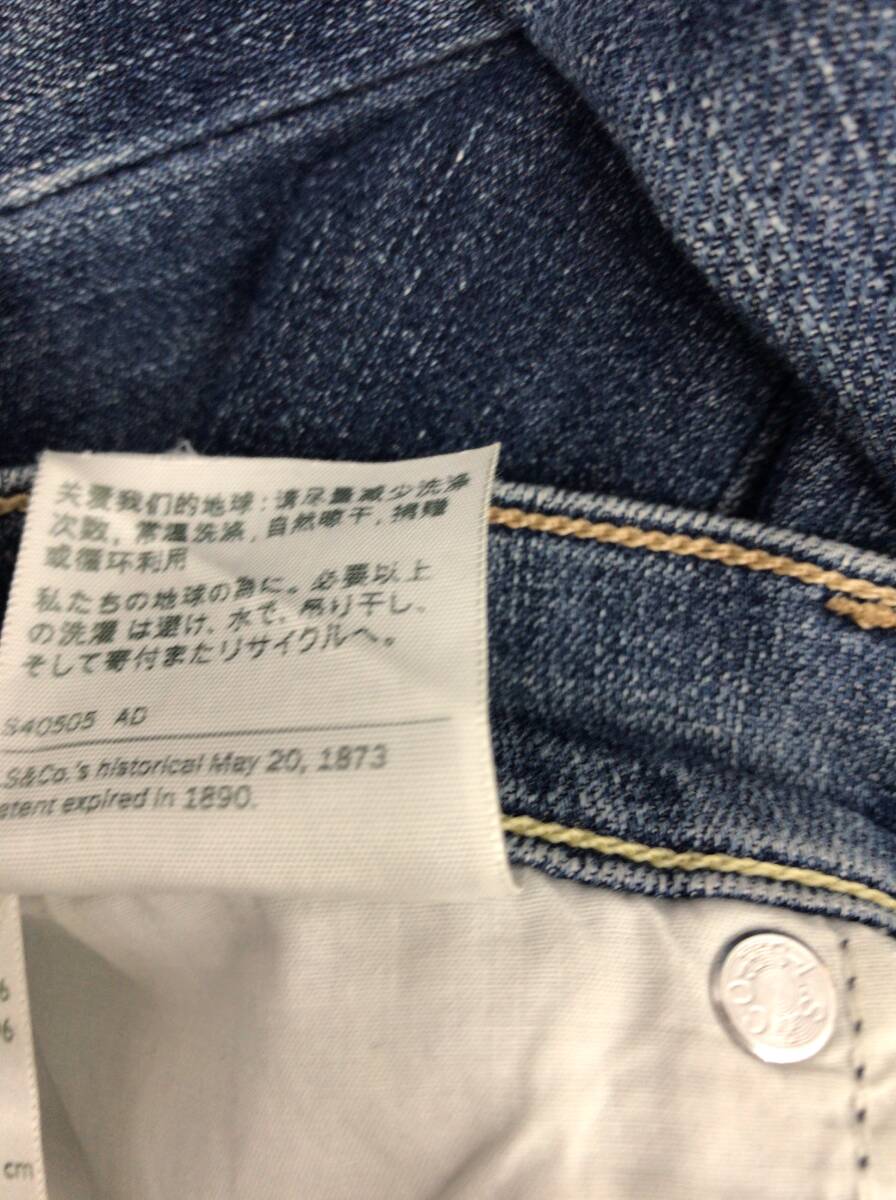 关爱我们的地球:请尽量减少洗涤
次数, 常温洗涤, 自然晾干, 捐赠
或循环利用
私たちの地球の為に。必要以上
の洗濯は避け、水で、吊り干し、
そして寄付またリサイクルへ。
S40505 AD
S&Co.'s historical May 20, 1873
atent expired in 1890.
6
6
cm
L.S
CO